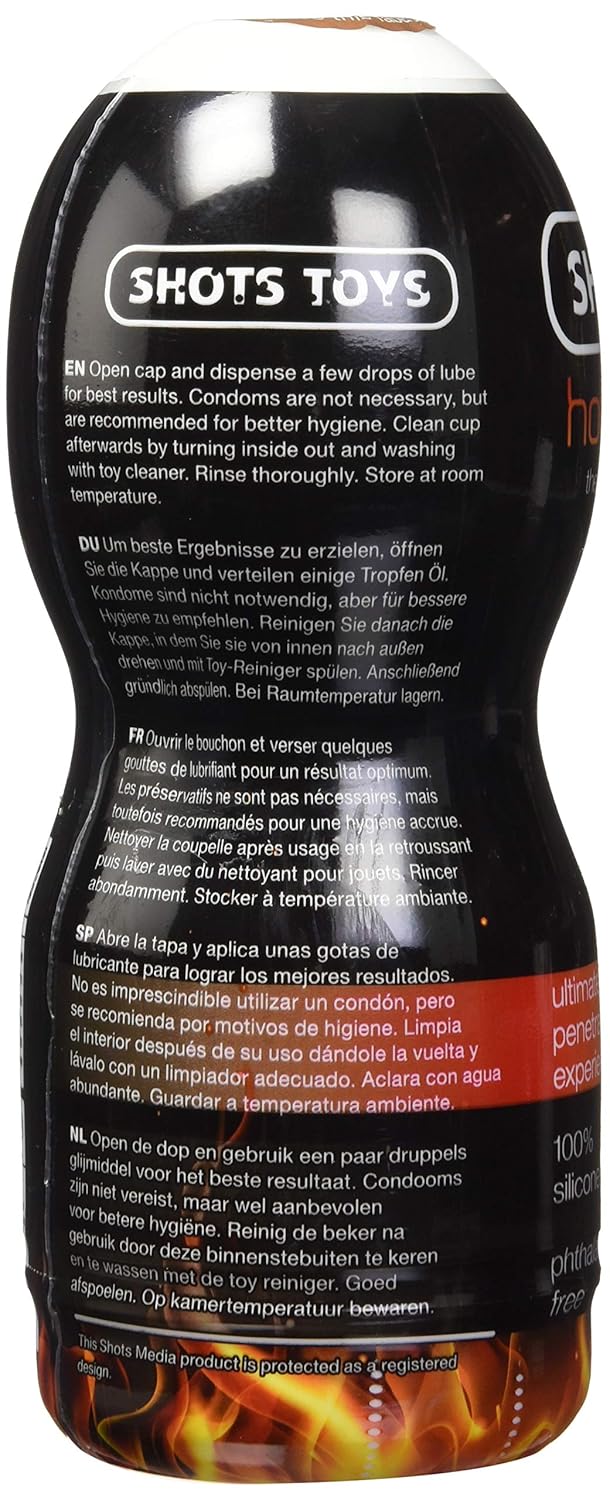 SHOTS TOYS
EN Open cap and dispense a few drops of lube
for best results. Condoms are not necessary, but
are recommended for better hygiene. Clean cup
afterwards by turning inside out and washing
with toy cleaner. Rinse thoroughly. Store at room
temperature.
DU Um beste Ergebnisse zu erzielen, öffnen
Sie die Kappe und verteilen einige Tropfen Öl.
Kondome sind nicht notwendig, aber für bessere
Hygiene zu empfehlen. Reinigen Sie danach die
Kappe, in dem Sie sie von innen nach außen
drehen und mit Toy-Reiniger spülen. Anschließend
gründlich abspülen. Bei Raumtemperatur lagern.
FR Ouvrir le bouchon et verser quelques
gouttes de lubrifiant pour un résultat optimum.
Les préservatifs ne sont pas nécessaires, mais
toutefois recommandés pour une hygiène accrue.
Nettoyer la coupelle après usage en la retroussant
puis laver avec du nettoyant pour jouets. Rincer
abondamment. Stocker à température ambiante.
SP Abre la tapa y aplica unas gotas de
lubricante para lograr los mejores resultados.
No es imprescindible utilizar un condón, pero
se recomienda por motivos de higiene. Limpia
el interior después de su uso dándole la vuelta y
lávalo con un limpiador adecuado. Aclara con agua
abundante. Guardar a temperatura ambiente.
NL Open de dop en gebruik een paar druppels
glijmiddel voor het beste resultaat. Condooms
zijn niet vereist, maar wel aanbevolen
voor betere hygiëne. Reinig de beker na
gebruik door deze binnenstebuiten te keren
en te wassen met de toy reiniger. Goed
afspoelen. Op kamertemperatuur bewaren.
This Shots Media product is protected as a registered
design.
SH
ho
th
ultimate
penetra
experie
100%
silicone
phthala
free